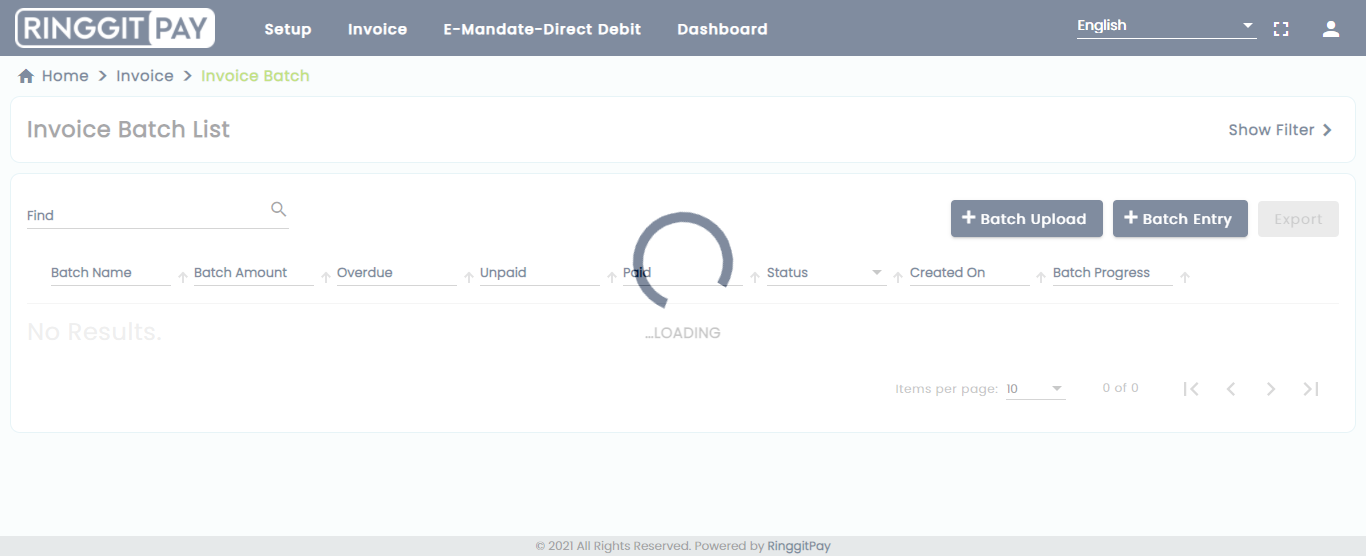 RINGGIT PAY Setup Invoice E-Mandate-Direct Debit Dashboard English
Home Invoice Invoice Batch
Invoice Batch List Show Filter
Find Batch Upload Batch Entry Export
Batch Name Batch Amount Overdue Unpaid Paid Status Created On Batch Progress
No Results. ...LOADING
Items per page: 10 0 of 0
© 2021 All Rights Reserved. Powered by RinggitPay